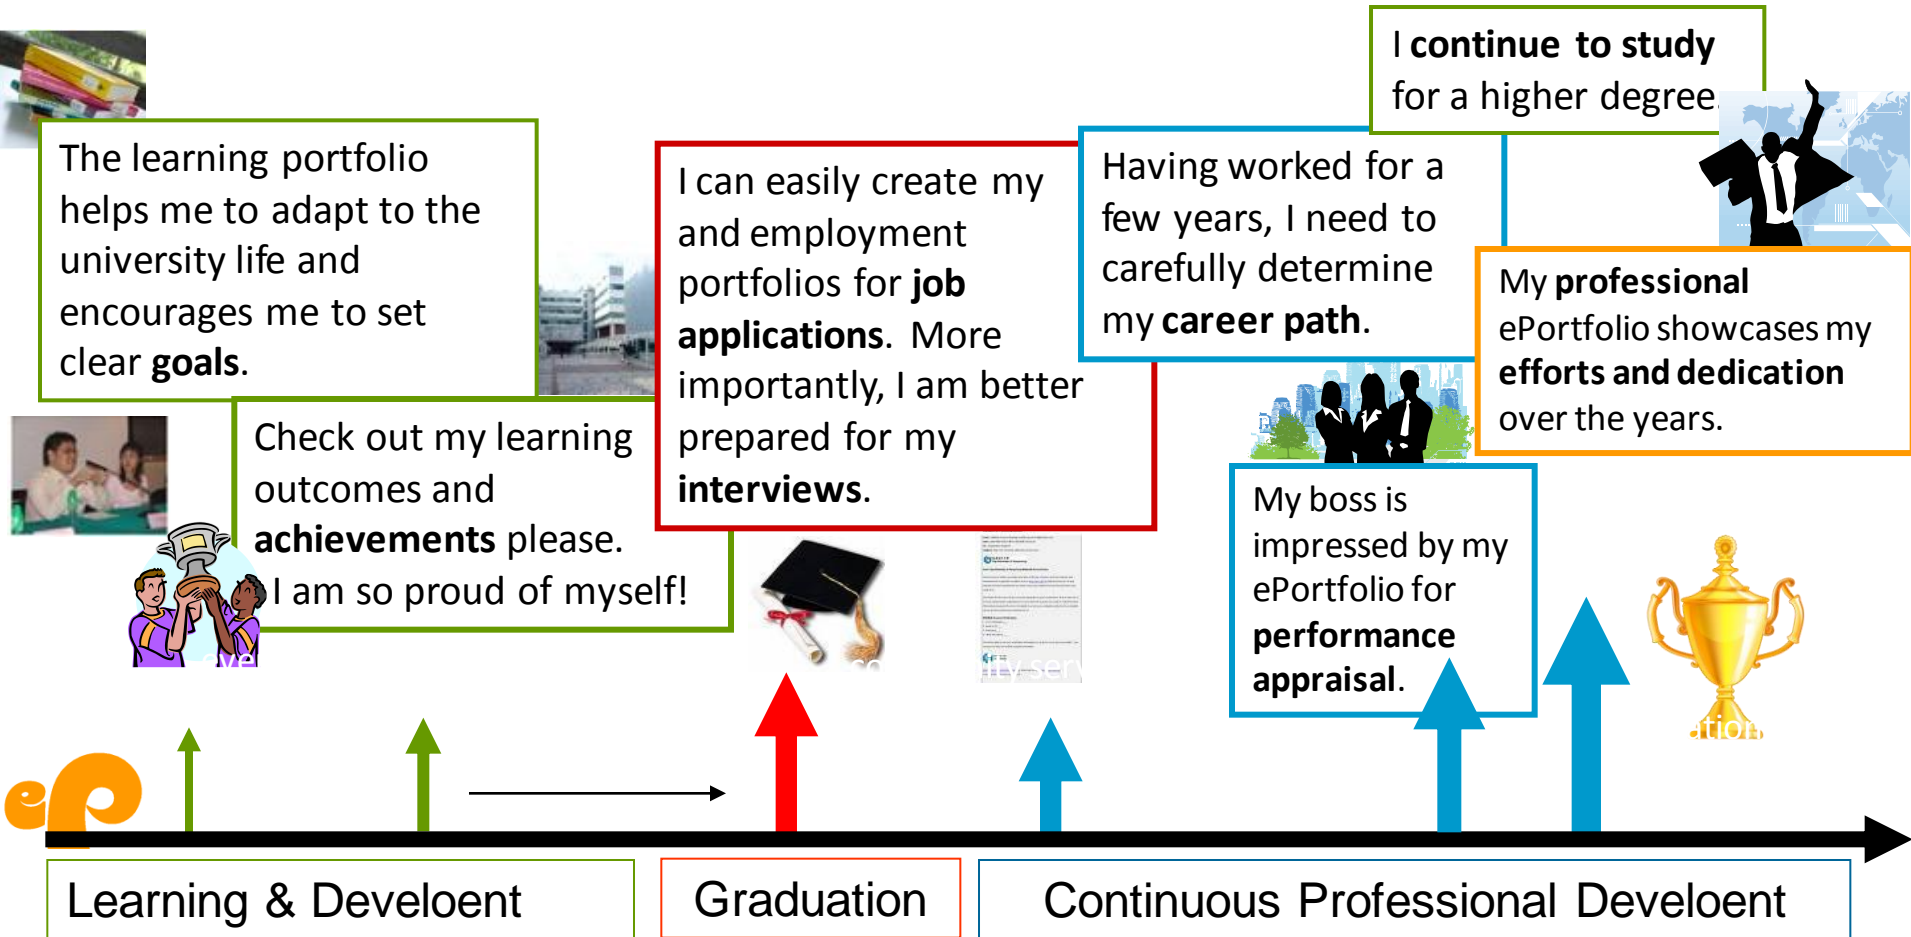 I continue to study
for a higher degree.
The learning portfolio
helps me to adapt to the
university life and
encourages me to set
clear goals.
I can easily create my
and employment
portfolios for job
applications. More
importantly, I am better
prepared for my
interviews.
Having worked for a
few years, I need to
carefully determine
my career path.
My professional
ePortfolio showcases my
efforts and dedication
over the years.
Check out my learning
outcomes and
achievements please.
I am so proud of myself!
My boss is
impressed by my
ePortfolio for
performance
appraisal.
eP
Learning & Develoent
Graduation
Continuous Professional Develoent